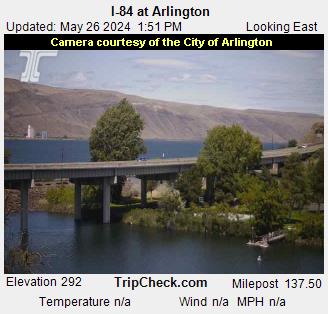 I-84 at Arlington
Updated: May 26 2024 1:51 PM Looking East
Camera courtesy of the City of Arlington
Elevation 292 TripCheck.com Milepost 137.50
Temperature n/a Wind n/a MPH n/a